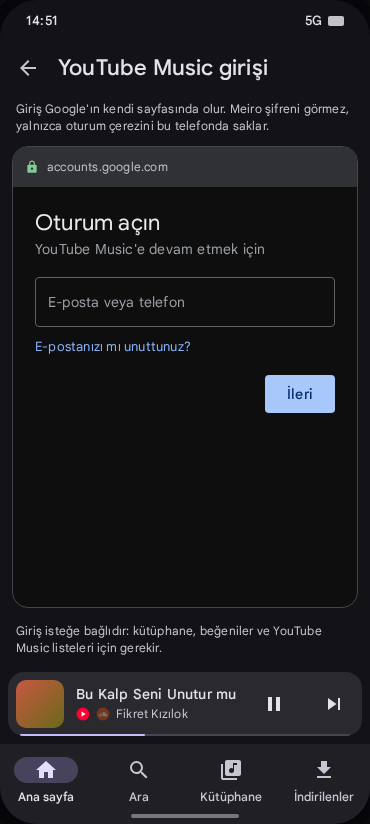 14:51
5G
YouTube Music girişi
Giriş Google'ın kendi sayfasında olur. Meiro şifreni görmez,
yalnızca oturum çerezini bu telefonda saklar.
accounts.google.com
Oturum açın
YouTube Music'e devam etmek için
E-posta veya telefon
E-postanızı mı unuttunuz?
İleri
Giriş isteğe bağlıdır: kütüphane, beğeniler ve YouTube
Music listeleri için gerekir.
Bu Kalp Seni Unutur mu
Fikret Kızılok
Ana sayfa
Ara
Kütüphane
İndirilenler